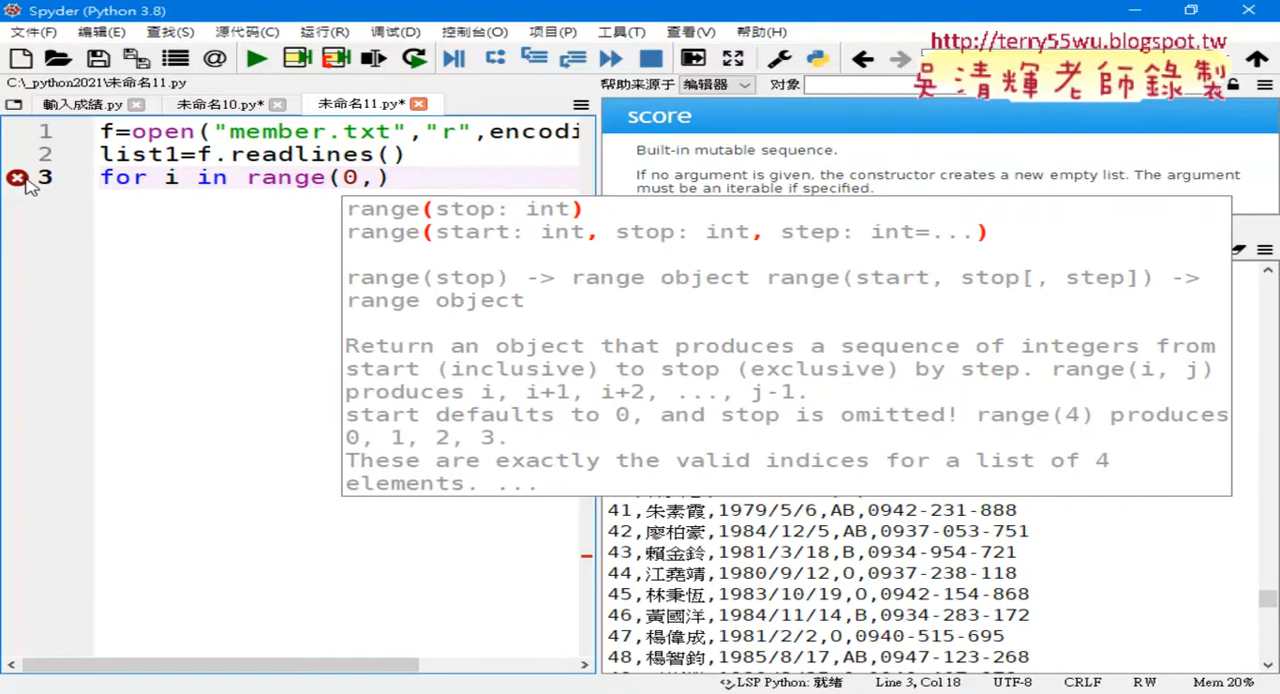 Spyder (Python 3.8)
文件(F) 编辑(E) 查找(S) 源代码(C) 运行(R) 调试(D) 控制台(O) 项目(P) 工具(T) 查看(V) 帮助(H)
http://terry55wu.blogspot.tw
吳清輝老師錄製
C:\_python2021\未命名11.py
帮助来源于 编辑器 对象
輸入成績.py 未命名10.py* 未命名11.py*
1 f=open("member.txt","r",encodi
2 list1=f.readlines()
3 for i in range(0,)
score
Built-in mutable sequence.
If no argument is given, the constructor creates a new empty list. The argument
must be an iterable if specified.
range(stop: int)
range(start: int, stop: int, step: int=...)
range(stop) -> range object range(start, stop[, step]) ->
range object
Return an object that produces a sequence of integers from
start (inclusive) to stop (exclusive) by step. range(i, j)
produces i, i+1, i+2, ..., j-1.
start defaults to 0, and stop is omitted! range(4) produces
0, 1, 2, 3.
These are exactly the valid indices for a list of 4
elements. ...
41,朱素霞,1979/5/6,AB,0942-231-888
42,廖柏豪,1984/12/5,AB,0937-053-751
43,賴金鈴,1981/3/18,B,0934-954-721
44,江堯靖,1980/9/12,O,0937-238-118
45,林秉恆,1983/10/19,O,0942-154-868
46,黃國洋,1984/11/14,B,0934-283-172
47,楊偉成,1981/2/2,O,0940-515-695
48,楊智鈞,1985/8/17,AB,0947-123-268
LSP Python: 就绪 Line 3, Col 18 UTF-8 CRLF RW Mem 20%